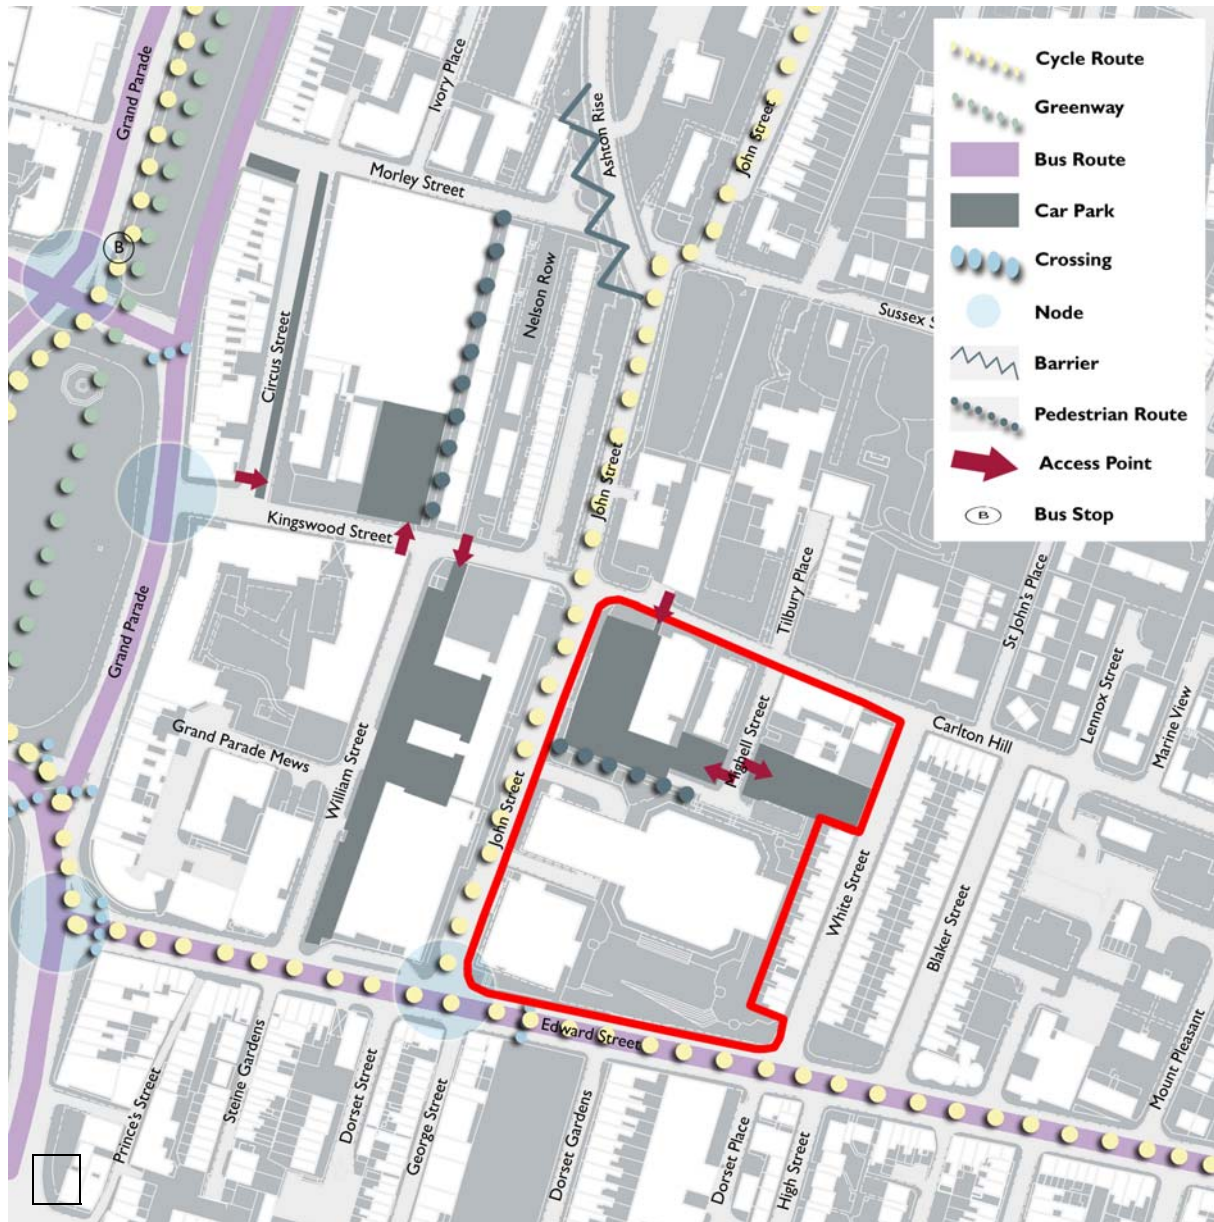 Cycle Route
Greenway
Bus Route
Car Park
Crossing
Node
Barrier
Pedestrian Route
Access Point
B
Bus Stop
Grand Parade
Ivory Place
Ashton Rise
John Street
Morley Street
B
Nelson Row
Sussex S
Circus Street
John Street
Kingswood Street
Tilbury Place
St John's Place
Grand Parade
Lennox Street
Marine View
Carlton Hill
Grand Parade Mews
William Street
Mighell Street
John Street
White Street
Blaker Street
Edward Street
Mount Pleasant
Prince's Street
Steine Gardens
Dorset Street
George Street
Dorset Gardens
Dorset Place
High Street